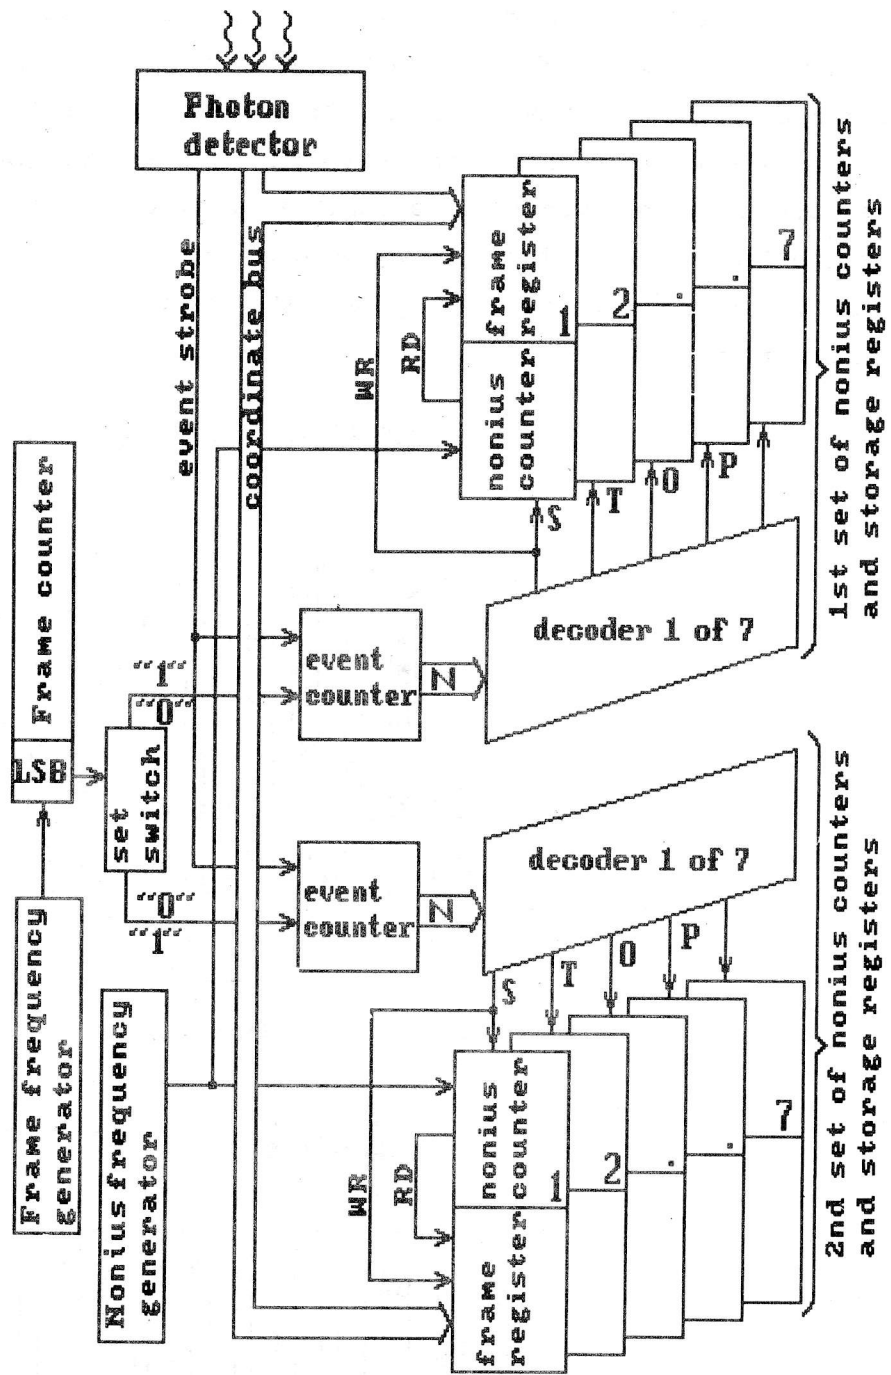 Photon
detector
event strobe
coordinate bus
Frame counter
LSB
Frame frequency
generator
set
switch
"1"
"0"
"0"
"1"
Nonius frequency
generator
event
counter
N
decoder 1 of 7
S
T
O
P
WR
RD
nonius
counter
frame
register
1
2
.
.
7
1st set of nonius counters
and storage registers
event
counter
N
decoder 1 of 7
S
T
O
P
WR
RD
nonius
counter
frame
register
1
2
.
.
7
2nd set of nonius counters
and storage registers